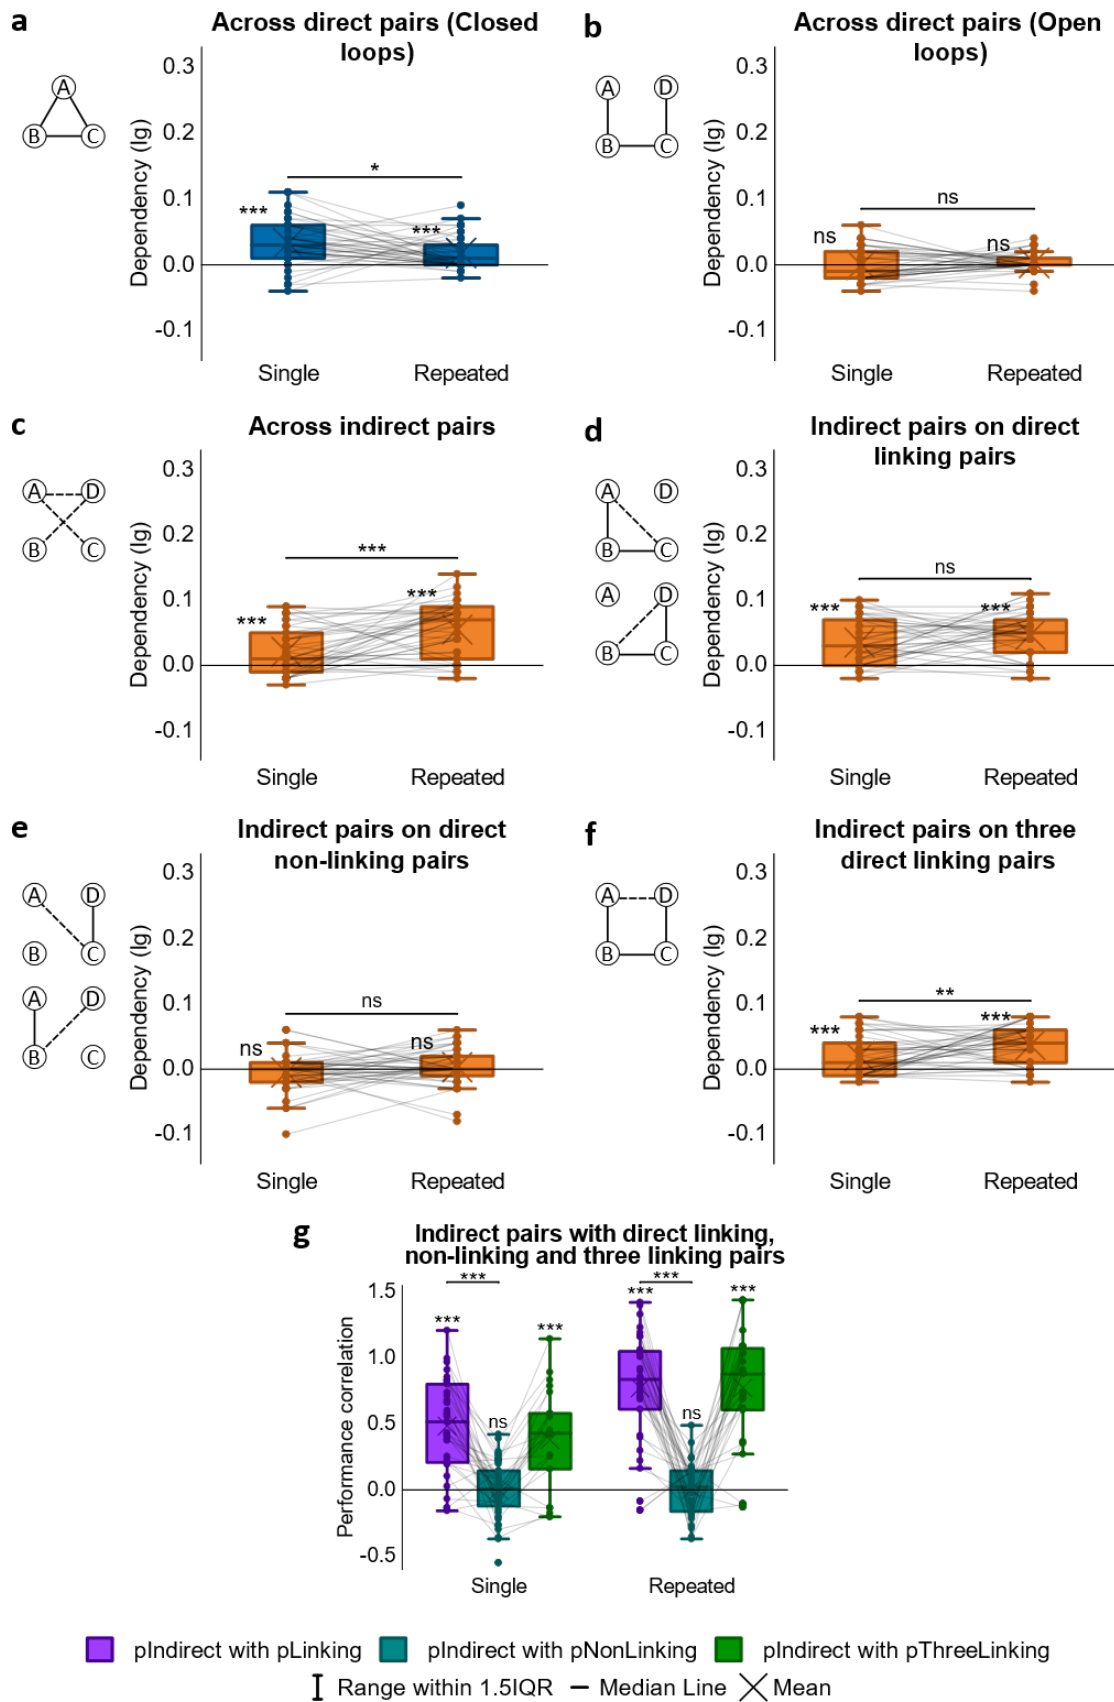 a
Across direct pairs (Closed
loops)
A
B
C
Dependency (Ig)
0.3
0.2
0.1
0.0
-0.1
*
***
***
Single
Repeated
b
Across direct pairs (Open
loops)
A
D
B
C
Dependency (Ig)
0.3
0.2
0.1
0.0
-0.1
ns
ns
ns
Single
Repeated
c
Across indirect pairs
A
D
B
C
Dependency (Ig)
0.3
0.2
0.1
0.0
-0.1
***
***
***
Single
Repeated
d
Indirect pairs on direct
linking pairs
A
D
B
C
A
D
B
C
Dependency (Ig)
0.3
0.2
0.1
0.0
-0.1
ns
***
***
Single
Repeated
e
Indirect pairs on direct
non-linking pairs
A
D
B
C
A
D
B
C
Dependency (Ig)
0.3
0.2
0.1
0.0
-0.1
ns
ns
ns
Single
Repeated
f
Indirect pairs on three
direct linking pairs
A
D
B
C
Dependency (Ig)
0.3
0.2
0.1
0.0
-0.1
**
***
***
Single
Repeated
g
Indirect pairs with direct linking,
non-linking and three linking pairs
Performance correlation
1.5
1.0
0.5
0.0
-0.5
***
***
ns
***
***
***
ns
***
Single
Repeated
pIndirect with pLinking
pIndirect with pNonLinking
pIndirect with pThreeLinking
Range within 1.5IQR
Median Line
Mean